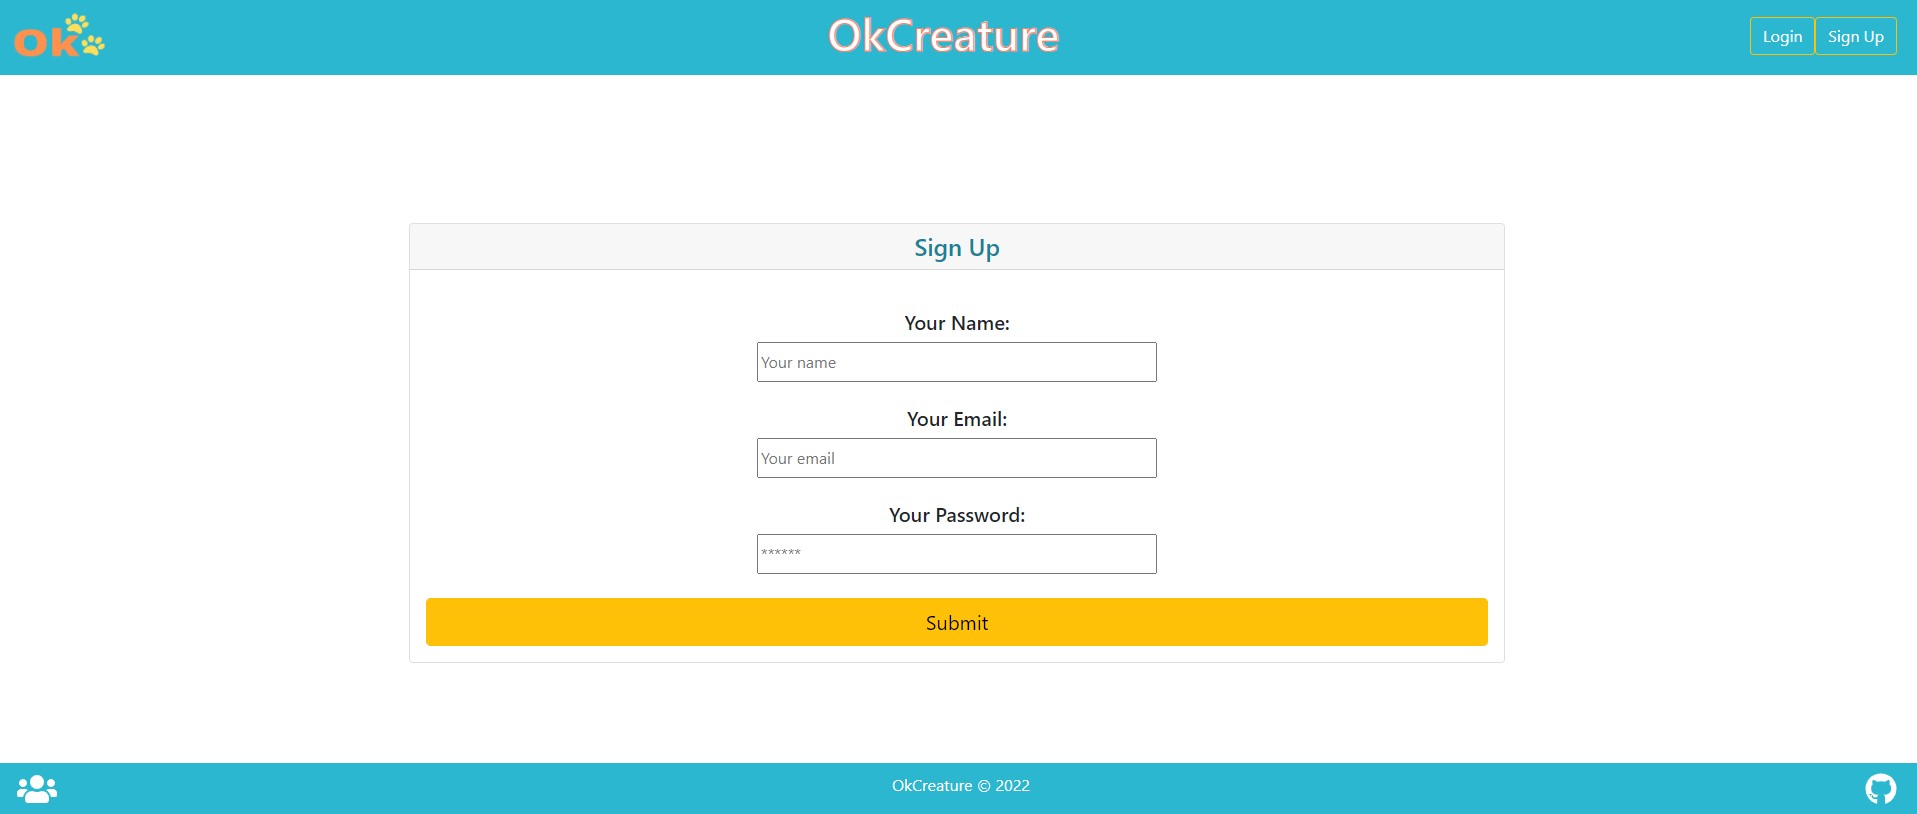 ok
OkCreature
Login
Sign Up
Sign Up
Your Name:
Your name
Your Email:
Your email
Your Password:
******
Submit
OkCreature © 2022